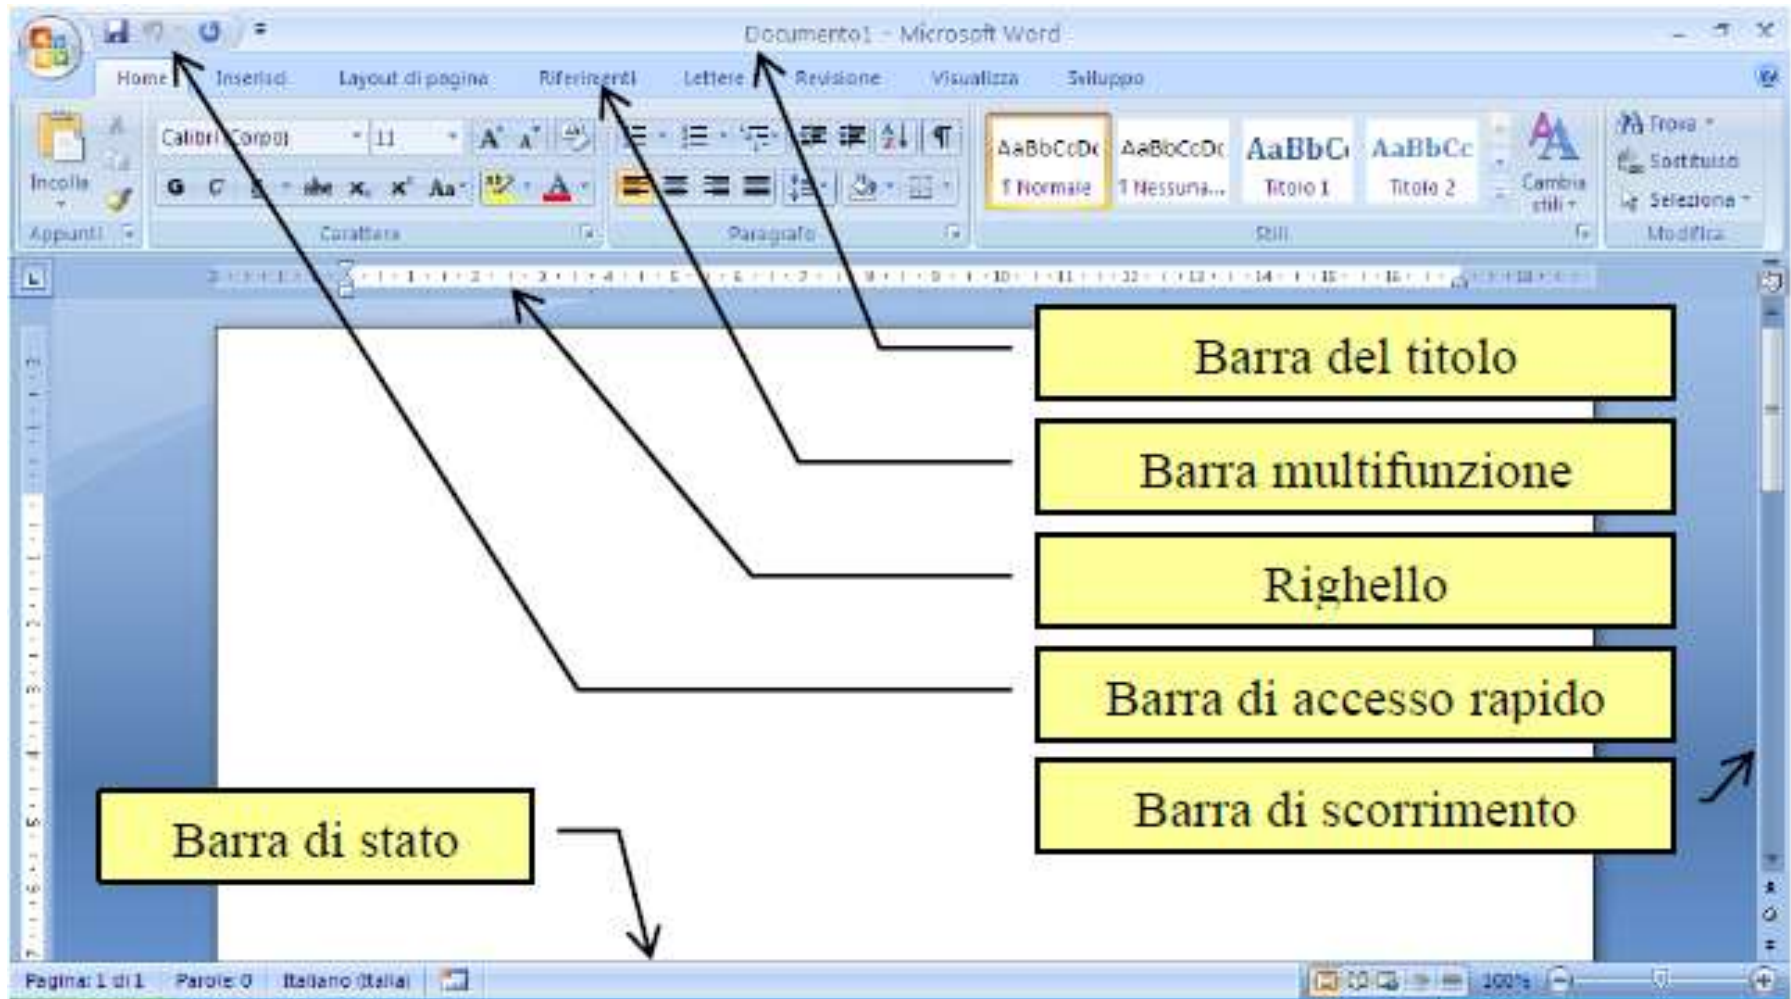 Documento1 - Microsoft Word
Home Inserisci Layout di pagina Riferimenti Lettere Revisione Visualizza Sviluppo
Calibri (Corpo) 11
AaBbCcDc AaBbCcDc AaBbC AaBbCc
Trova
Sostituisci
Incolla
G C S abc x, x' Aa
¶ Normale ¶ Nessuna... Titolo 1 Titolo 2
Cambia
stili
Seleziona
Appunti Carattere Paragrafo Stili Modifica
Barra del titolo
Barra multifunzione
Righello
Barra di accesso rapido
Barra di scorrimento
Barra di stato
Pagina: 1 di 1 Parole: 0 Italiano (Italia) 100%